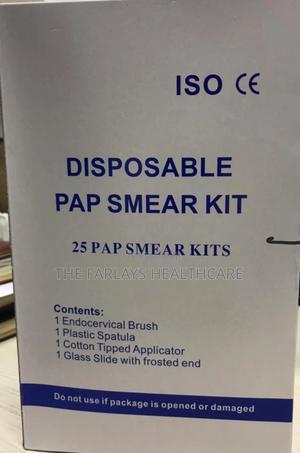 ISO CE
DISPOSABLE
PAP SMEAR KIT
25 PAP SMEAR KITS
THE FARLAYS HEALTHCARE
Contents:
1 Endocervical Brush
1 Plastic Spatula
1 Cotton Tipped Applicator
1 Glass Slide with frosted end
Do not use if package is opened or damaged